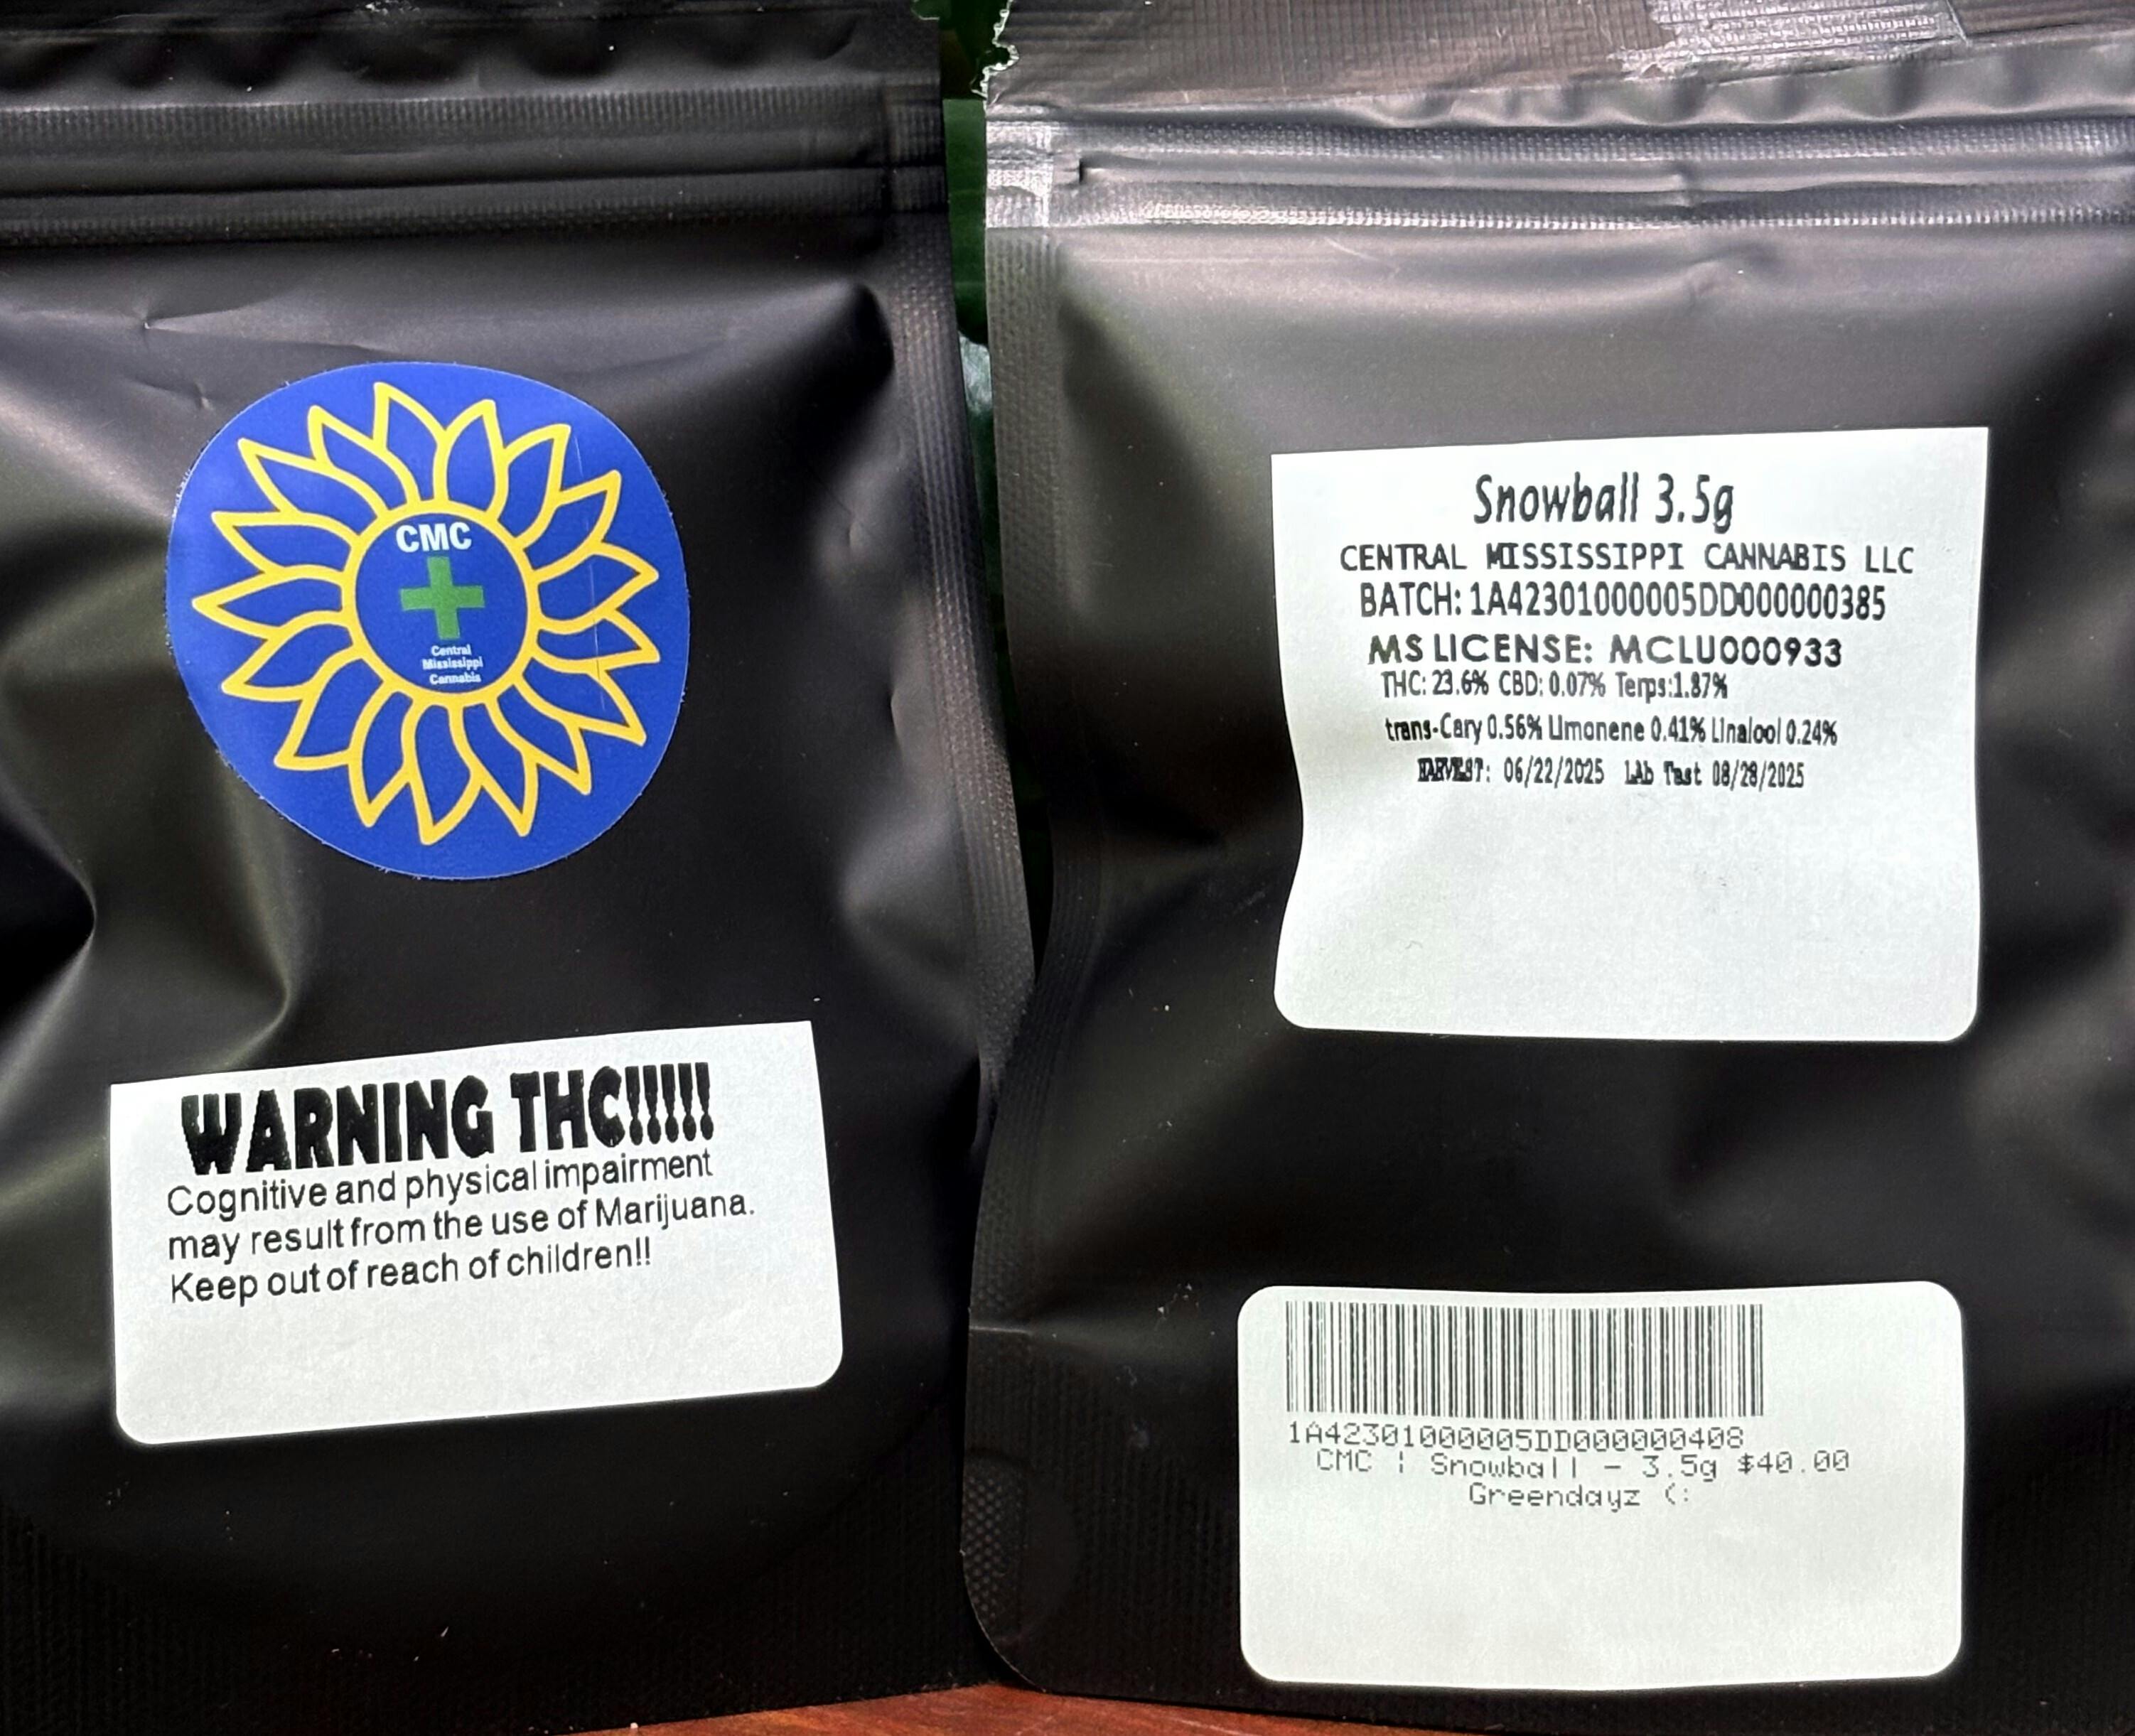 CMC
Central
Mississippi
Cannabis
WARNING THC!!!!!
Cognitive and physical impairment
may result from the use of Marijuana.
Keep out of reach of children!!
Snowball 3.5g
CENTRAL MISSISSIPPI CANNABIS LLC
BATCH: 1A42301000005DD000000385
MS LICENSE: MCLU000933
THC: 23.6% CBD: 0.07% Terps:1.87%
trans-Cary 0.56% Limonene 0.41% Linalool 0.24%
HARVEST: 06/22/2025 LAb Test 08/28/2025
1A42301000005DD000000408
CMC | Snowball - 3.5g $40.00
Greendayz (: